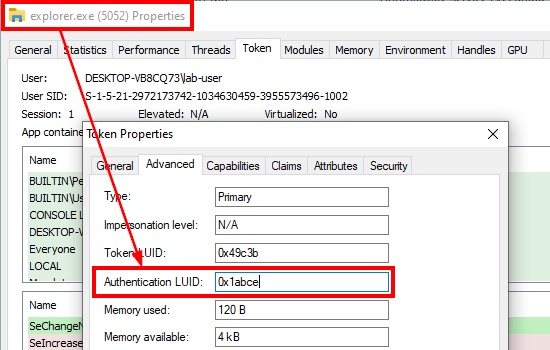 explorer.exe (5052) Properties
General Statistics Performance Threads Token Modules Memory Environment Handles GPU
User: DESKTOP-VB8CQ73\lab-user
User SID: S-1-5-21-2972173742-1034630459-3955573496-1002
Session: 1 Elevated: N/A Virtualized: No
App container
Token Properties
Name
General Advanced Capabilities Claims Attributes Security
BUILTIN\Pe
Type: Primary
BUILTIN\Us
CONSOLE L
Impersonation level: N/A
DESKTOP-
Everyone
Token LUID: 0x49c3b
LOCAL
Authentication LUID: 0x1abce
Name
Memory used: 120 B
SeChangeN
Memory available: 4 kB
SeIncrease